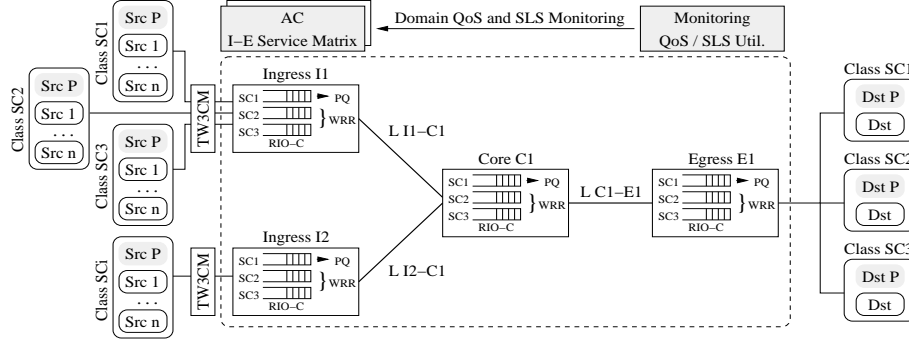 AC
I–E Service Matrix
Domain QoS and SLS Monitoring
Monitoring
QoS / SLS Util.
Class SC1
Src P
Src 1
...
Src n
Class SC2
Src P
Src 1
...
Src n
Class SC3
Src P
Src 1
...
Src n
TW3CM
Ingress I1
SC1
SC2
SC3
PQ
WRR
RIO–C
L I1–C1
Class SCi
Src P
Src 1
...
Src n
TW3CM
Ingress I2
SC1
SC2
SC3
PQ
WRR
RIO–C
L I2–C1
Core C1
SC1
SC2
SC3
PQ
WRR
RIO–C
L C1–E1
Egress E1
SC1
SC2
SC3
PQ
WRR
RIO–C
Class SC1
Dst P
Dst
Class SC2
Dst P
Dst
Class SC3
Dst P
Dst